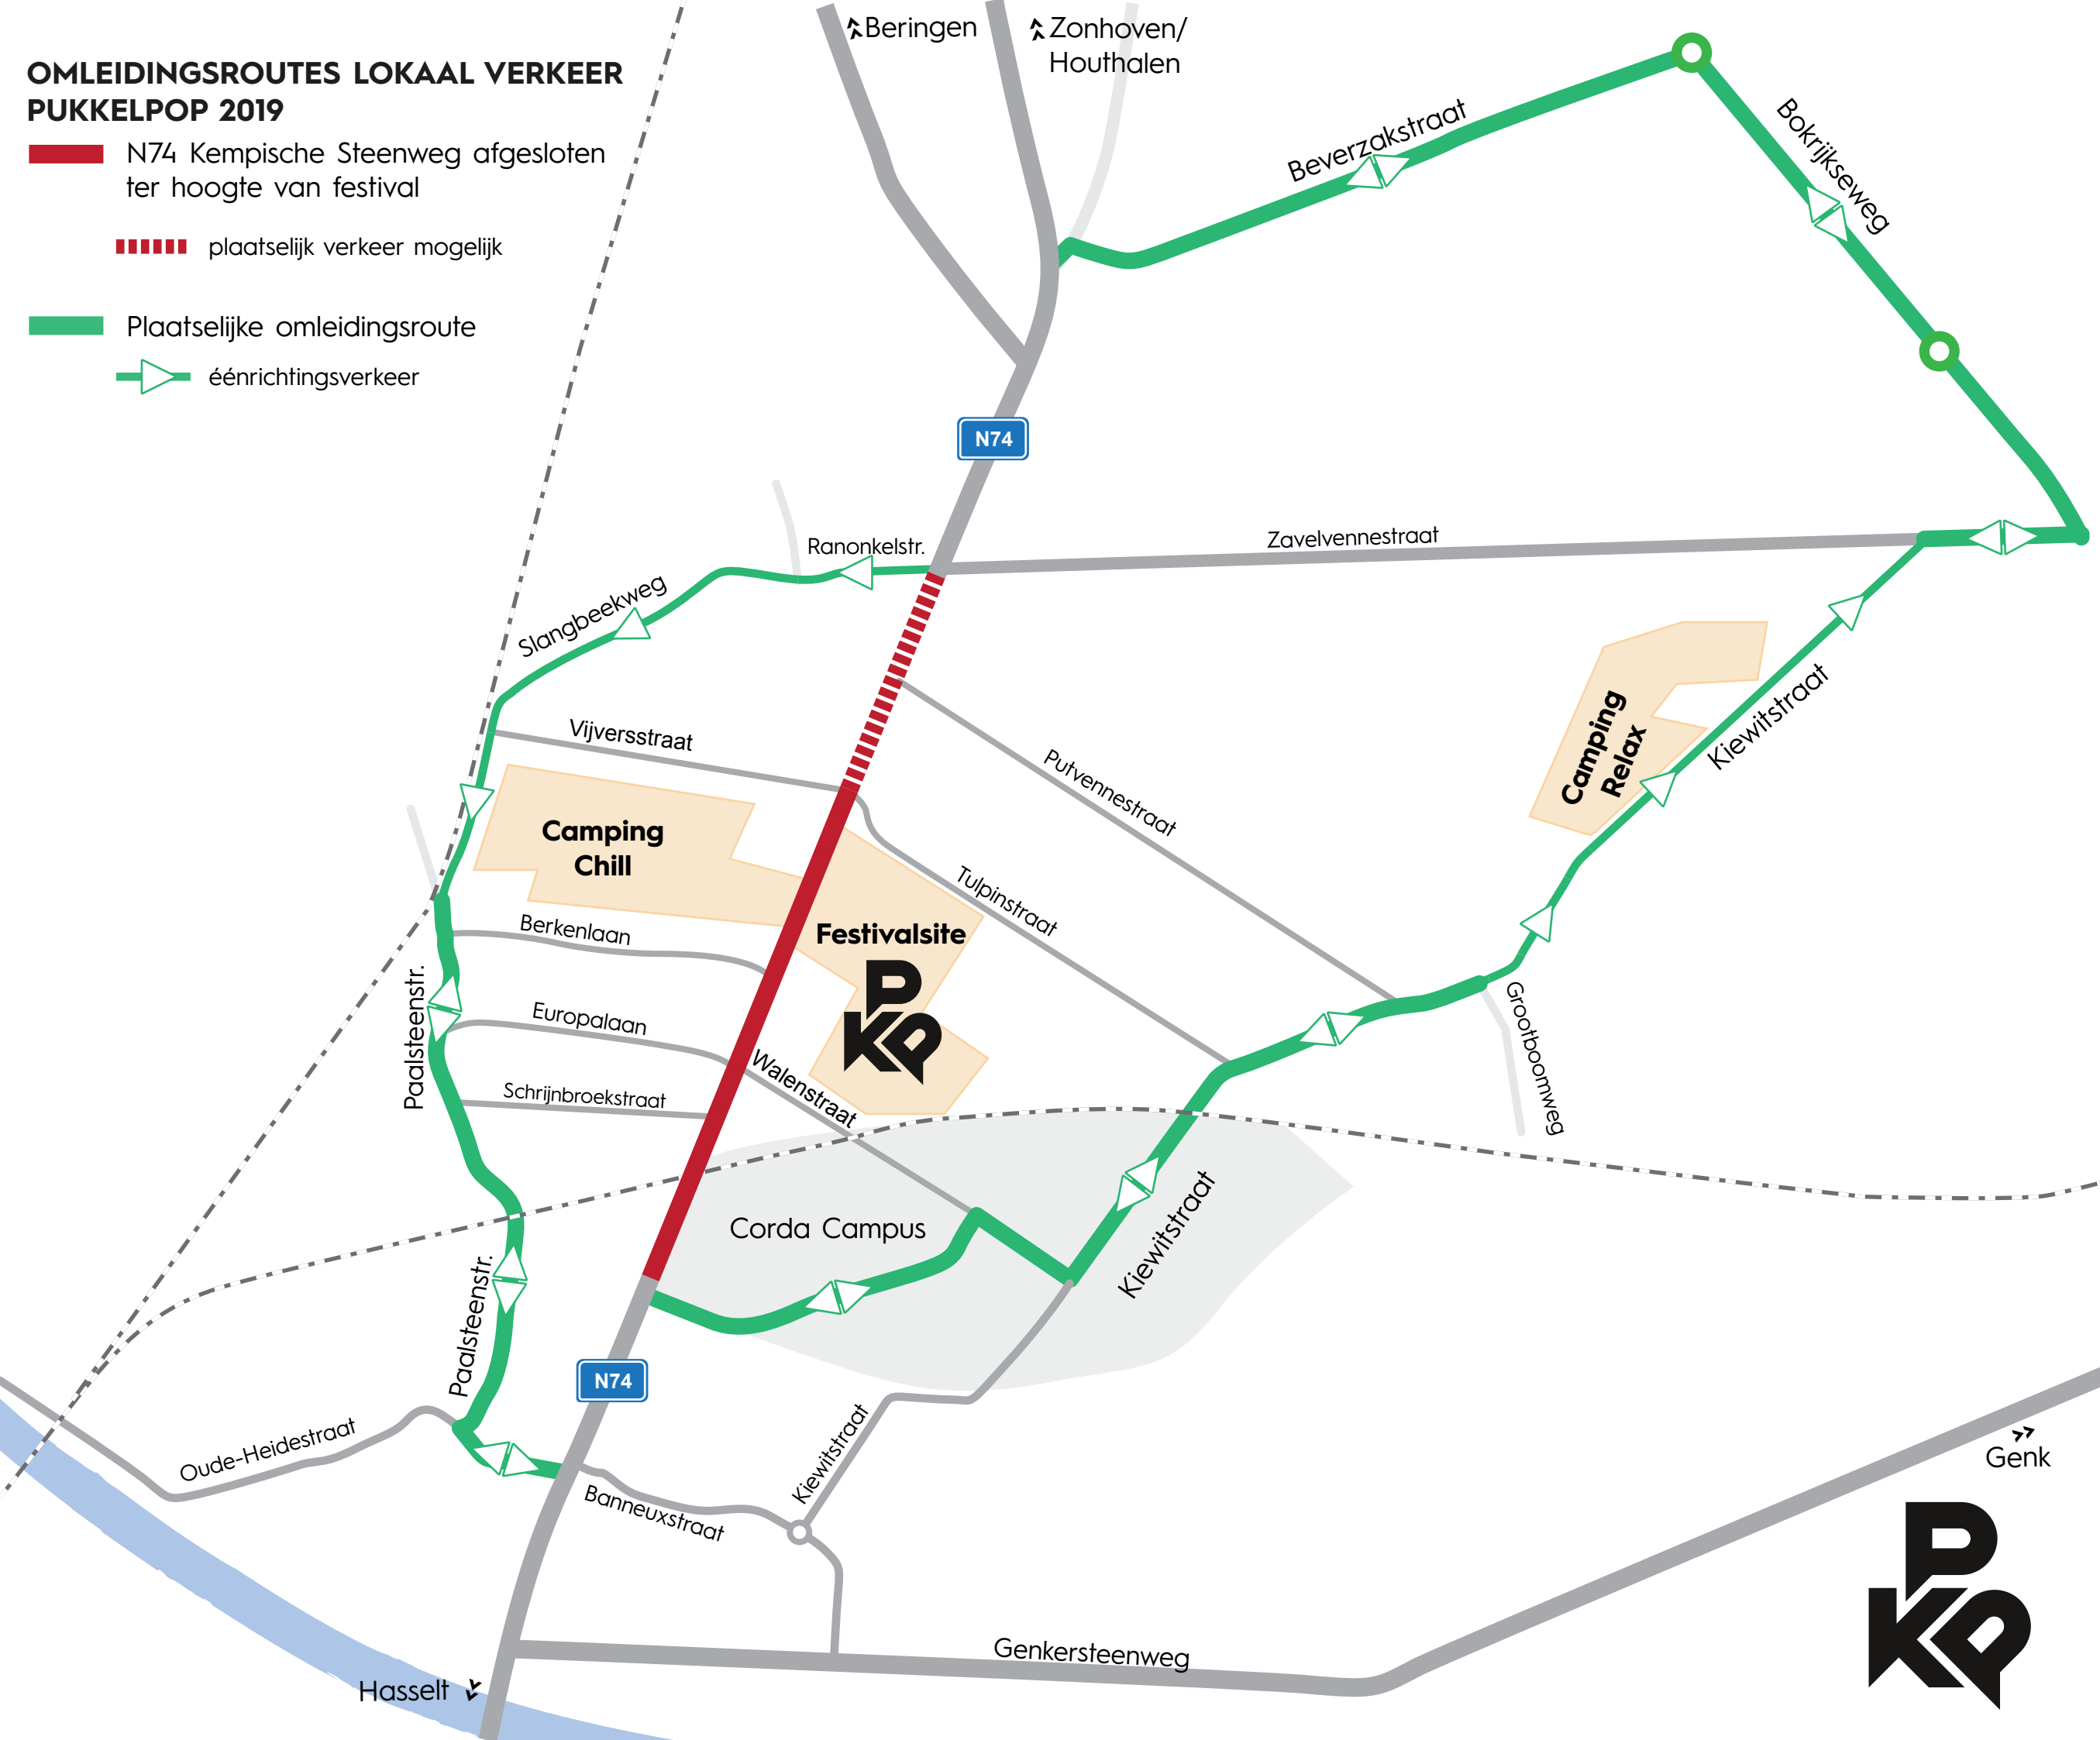 OMLEIDINGSROUTES LOKAAL VERKEER
PUKKELPOP 2019
N74 Kempische Steenweg afgesloten
ter hoogte van festival
plaatselijk verkeer mogelijk
Plaatselijke omleidingsroute
éénrichtingsverkeer
Beringen
Zonhoven/
Houthalen
Beverzakstraat
Bokrijkseweg
N74
Ranonkelstr.
Zavelvennestraat
Slangbeekweg
Vijversstraat
Putvennestraat
Camping
Relax
Kiewitstraat
Camping
Chill
Tulpinstraat
Berkenlaan
Festivalsite
PKP
Paalsteenstr.
Europalaan
Walenstraat
Schrijnbroekstraat
Grootboomweg
Corda Campus
Kiewitstraat
Paalsteenstr.
N74
Oude-Heidestraat
Kiewitstraat
Banneuxstraat
Genk
Genkersteenweg
Hasselt
PKP